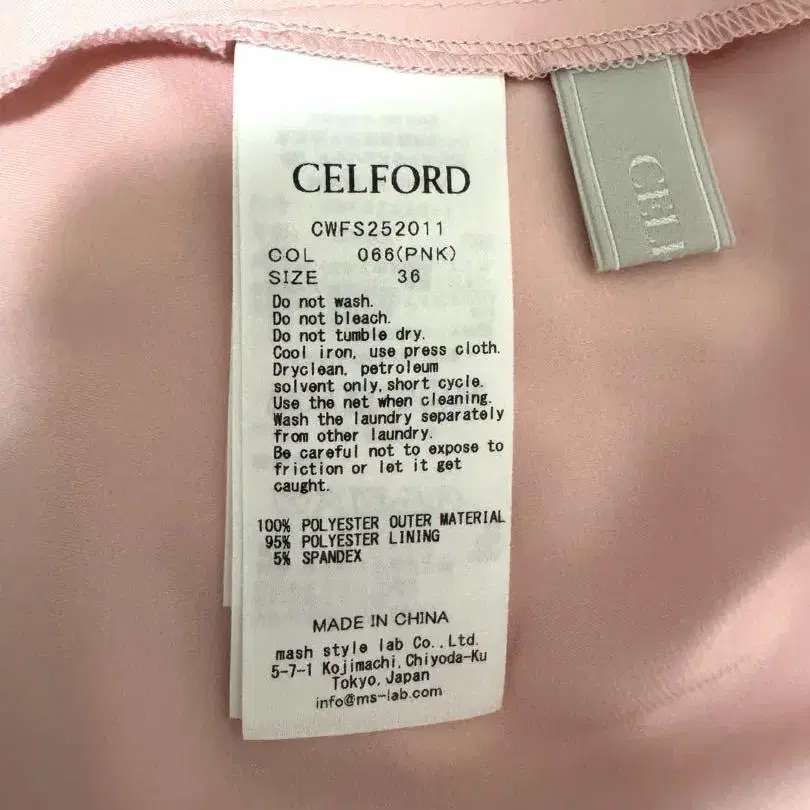 CELFORD
CWFS252011
COL 066(PNK)
SIZE 36
Do not wash.
Do not bleach.
Do not tumble dry.
Cool iron, use press cloth.
Dryclean, petroleum
solvent only, short cycle.
Use the net when cleaning.
Wash the laundry separately
from other laundry.
Be careful not to expose to
friction or let it get
caught.
100% POLYESTER OUTER MATERIAL
95% POLYESTER LINING
5% SPANDEX
MADE IN CHINA
mash style lab Co., Ltd.
5-7-1 Kojimachi, Chiyoda-Ku
Tokyo, Japan
info@ms-lab.com
CEL